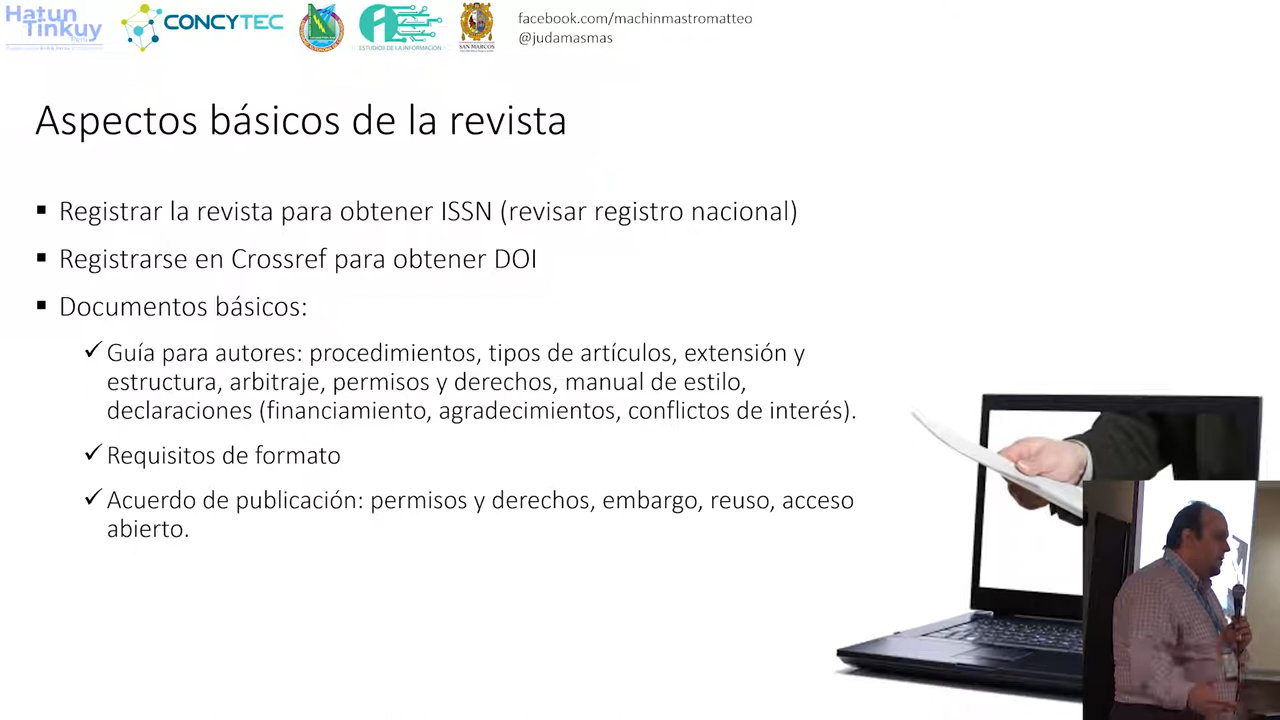 Hatun
Tinkuy
CONCYTEC
ESTUDIOS DE LA INFORMACIÓN
SAN MARCOS
facebook.com/machinmastromatteo
@judamasmas
Aspectos básicos de la revista
Registrar la revista para obtener ISSN (revisar registro nacional)
Registrarse en Crossref para obtener DOI
Documentos básicos:
Guía para autores: procedimientos, tipos de artículos, extensión y
estructura, arbitraje, permisos y derechos, manual de estilo,
declaraciones (financiamiento, agradecimientos, conflictos de interés).
Requisitos de formato
Acuerdo de publicación: permisos y derechos, embargo, reuso, acceso
abierto.